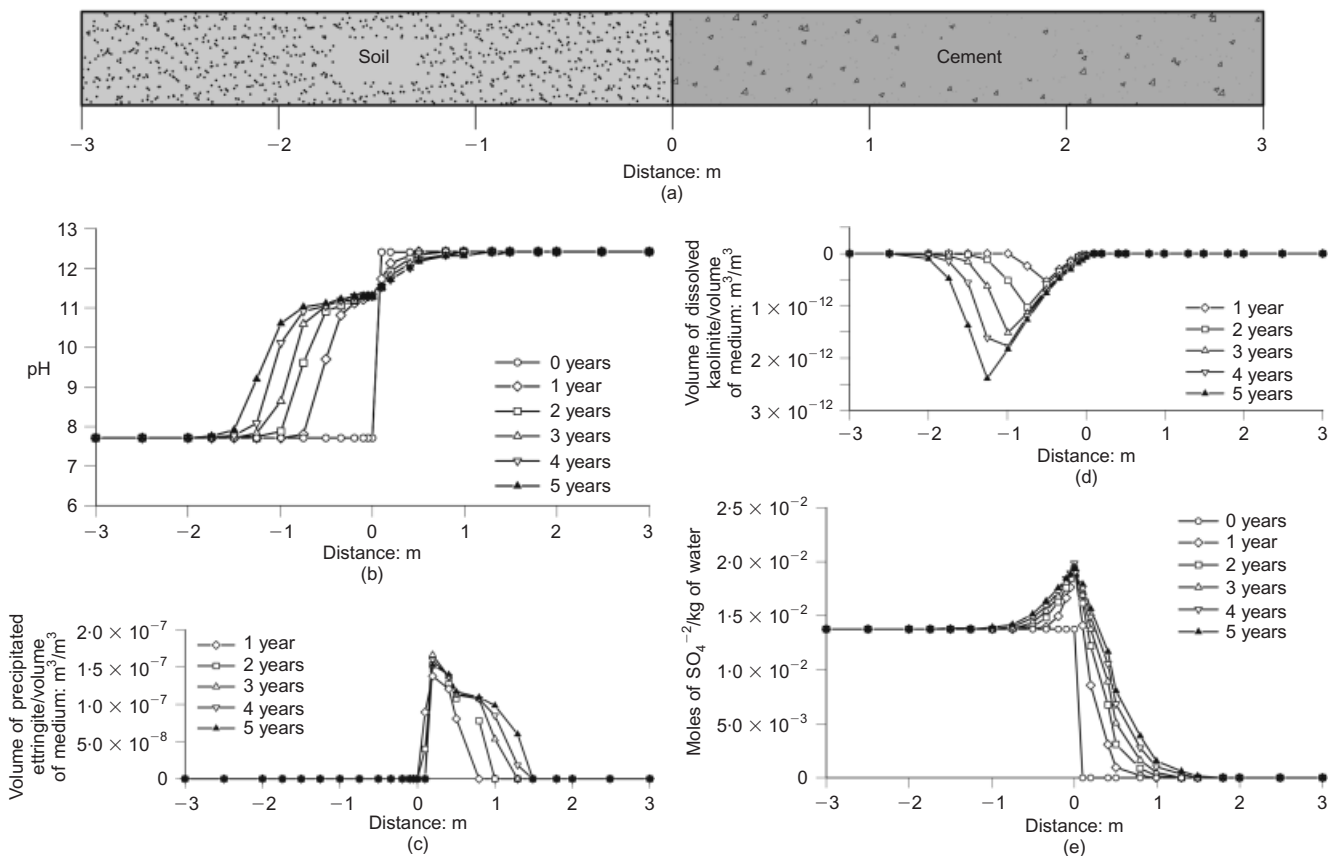 Soil
Cement
−3
−2
−1
0
1
2
3
Distance: m
(a)
13
12
11
10
9
8
7
6
pH
0 years
1 year
2 years
3 years
4 years
5 years
−3
−2
−1
0
1
2
3
Distance: m
(b)
0
1 × 10⁻¹²
2 × 10⁻¹²
3 × 10⁻¹²
Volume of dissolved
kaolinite/volume
of medium: m³/m³
1 year
2 years
3 years
4 years
5 years
−3
−2
−1
0
1
2
3
Distance: m
(d)
2·0 × 10⁻⁷
1·5 × 10⁻⁷
1·0 × 10⁻⁷
5·0 × 10⁻⁸
0
Volume of precipitated
ettringite/volume
of medium: m³/m³
1 year
2 years
3 years
4 years
5 years
−3
−2
−1
0
1
2
3
Distance: m
(c)
2·5 × 10⁻²
2·0 × 10⁻²
1·5 × 10⁻²
1·0 × 10⁻²
5·0 × 10⁻³
0
Moles of SO₄⁻²/kg of water
0 years
1 year
2 years
3 years
4 years
5 years
−3
−2
−1
0
1
2
3
Distance: m
(e)